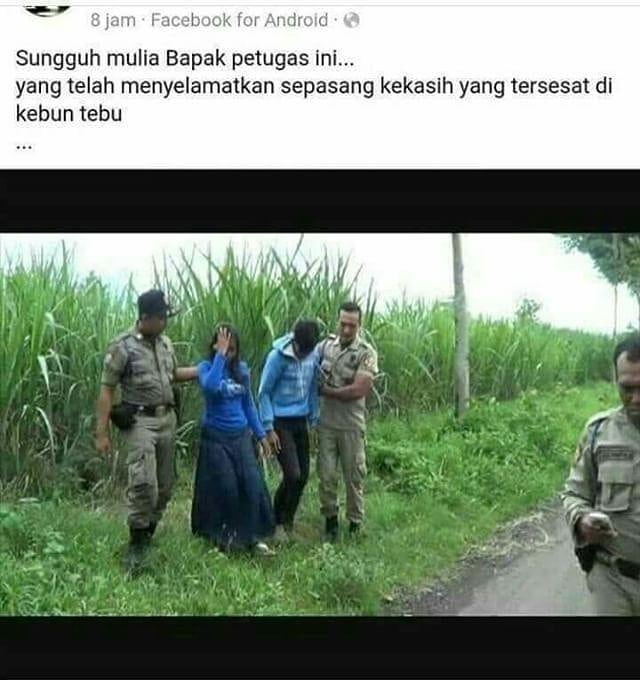 8 jam · Facebook for Android ·
Sungguh mulia Bapak petugas ini...
yang telah menyelamatkan sepasang kekasih yang tersesat di
kebun tebu
...